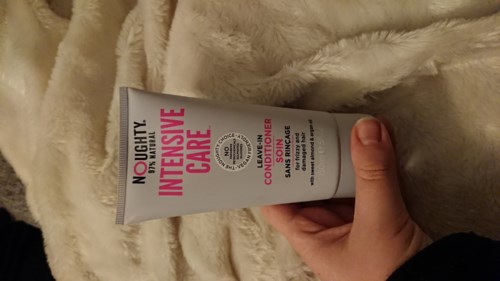 NOUGHTY.
97% NATURAL
INTENSIVE
CARE.
NO
LEAVE-IN
CONDITIONER
SOIN
SANS RINÇAGE
for frizzy and
damaged hair
with sweet almond & argan oil